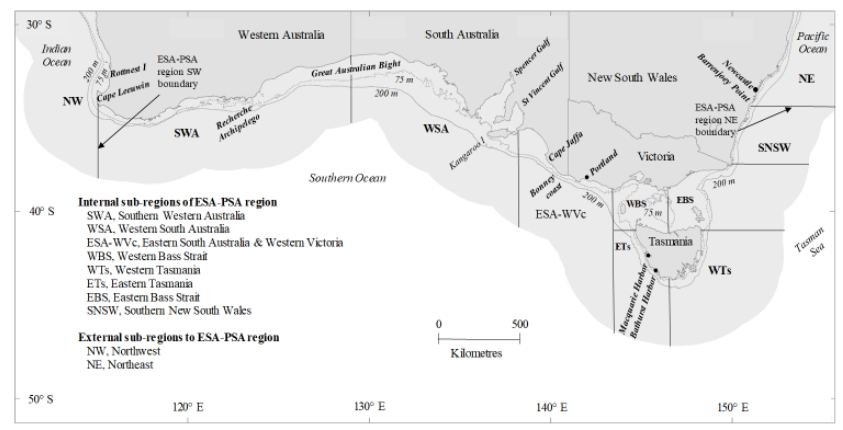 30° S
Indian
Ocean
200 m
75 m
Rottnest I
Cape Leeuwin
NW
ESA-PSA
region SW
boundary
Western Australia
SWA
Recherche
Archipelego
Great Australian Bight
75 m
200 m
South Australia
WSA
Spencer Gulf
St Vincent Gulf
Kangaroo I
Southern Ocean
New South Wales
Newcastle
Barrenjoey Point
Pacific
Ocean
NE
ESA-PSA
region NE
boundary
SNSW
Cape Jaffa
Portland
Victoria
Bonney
coast
200 m
ESA-WVc
WBS
75 m
EBS
200 m
ETs
Tasmania
WTs
Macquarie Harbor
Bathurst Harbor
Tasman
Sea
40° S
Internal sub-regions of ESA-PSA region
SWA, Southern Western Australia
WSA, Western South Australia
ESA-WVc, Eastern South Australia & Western Victoria
WBS, Western Bass Strait
WTs, Western Tasmania
ETs, Eastern Tasmania
EBS, Eastern Bass Strait
SNSW, Southern New South Wales
External sub-regions to ESA-PSA region
NW, Northwest
NE, Northeast
0 500
Kilometres
50° S
120° E 130° E 140° E 150° E